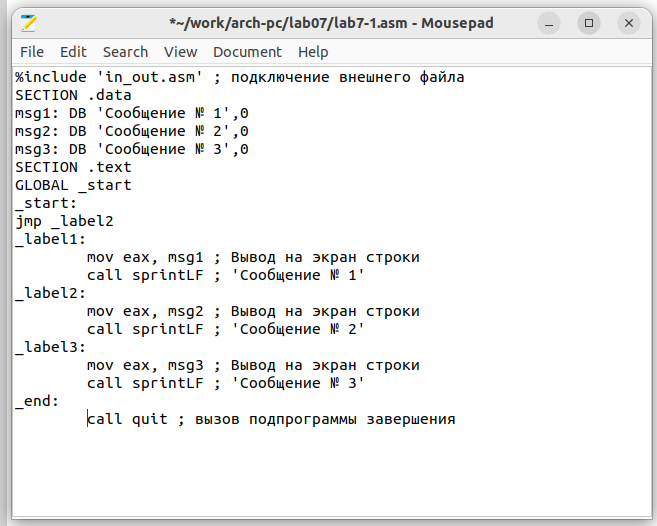 *~/work/arch-pc/lab07/lab7-1.asm - Mousepad
File Edit Search View Document Help
%include 'in_out.asm' ; подключение внешнего файла
SECTION .data
msg1: DB 'Сообщение № 1',0
msg2: DB 'Сообщение № 2',0
msg3: DB 'Сообщение № 3',0
SECTION .text
GLOBAL _start
_start:
jmp _label2
_label1:
mov eax, msg1 ; Вывод на экран строки
call sprintLF ; 'Сообщение № 1'
_label2:
mov eax, msg2 ; Вывод на экран строки
call sprintLF ; 'Сообщение № 2'
_label3:
mov eax, msg3 ; Вывод на экран строки
call sprintLF ; 'Сообщение № 3'
_end:
call quit ; вызов подпрограммы завершения